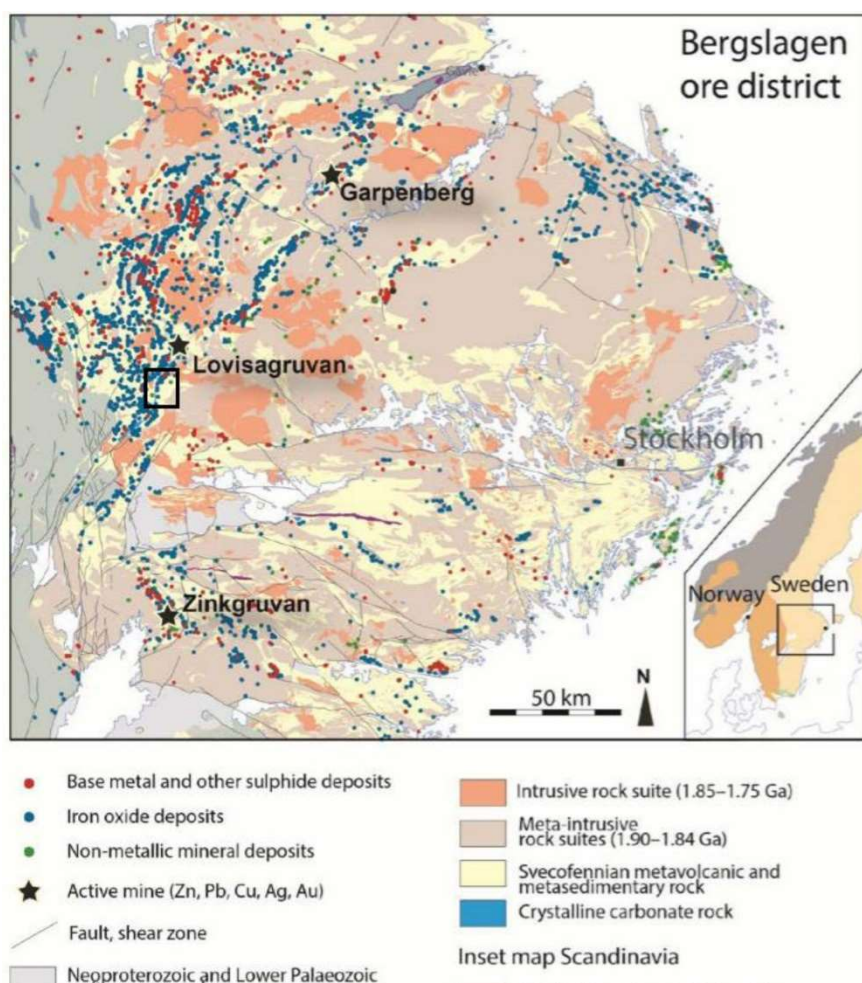 Bergslagen
ore district
Gävle
Garpenberg
Lovisagruvan
Stockholm
Zinkgruvan
Norway
Sweden
N
50 km
Base metal and other sulphide deposits
Iron oxide deposits
Non-metallic mineral deposits
Active mine (Zn, Pb, Cu, Ag, Au)
Fault, shear zone
Neoproterozoic and Lower Palaeozoic
Intrusive rock suite (1.85–1.75 Ga)
Meta-intrusive
rock suites (1.90–1.84 Ga)
Svecofennian metavolcanic and
metasedimentary rock
Crystalline carbonate rock
Inset map Scandinavia